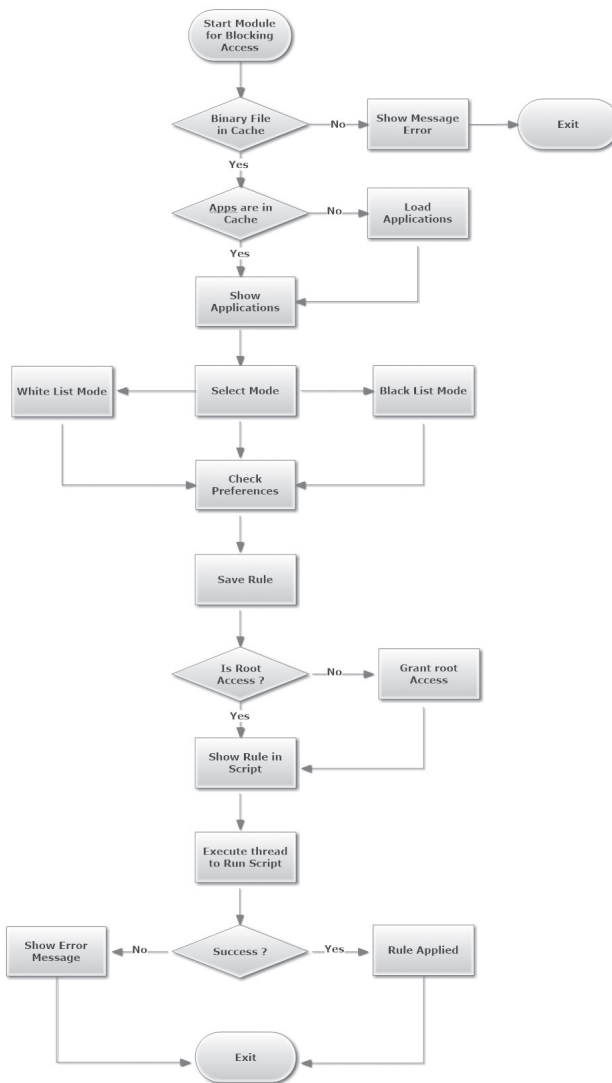 Start Module
for Blocking
Access
Binary File
in Cache
No
Show Message
Error
Exit
Yes
Apps are in
Cache
No
Load
Applications
Yes
Show
Applications
White List Mode
Select Mode
Black List Mode
Check
Preferences
Save Rule
Is Root
Access ?
No
Grant root
Access
Yes
Show Rule in
Script
Execute thread
to Run Script
Show Error
Message
No
Success ?
Yes
Rule Applied
Exit